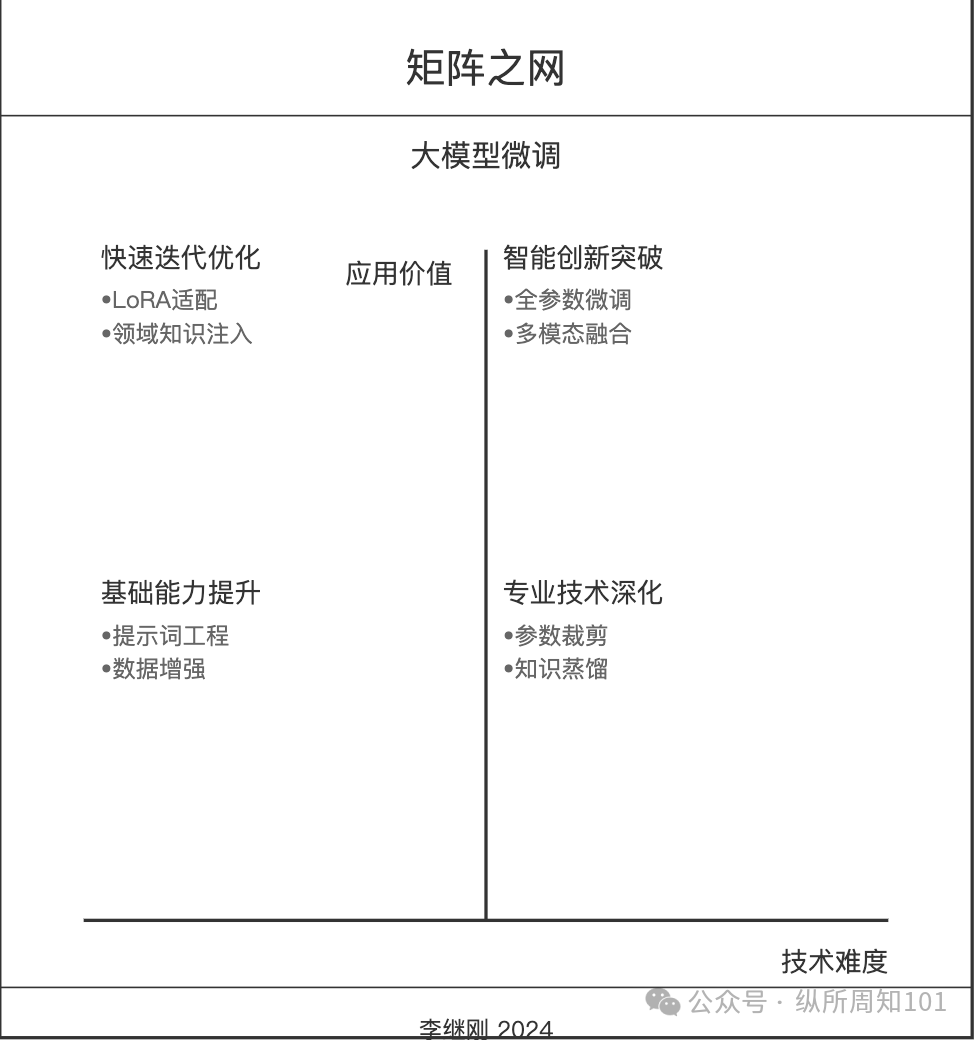 矩阵之网
大模型微调
快速迭代优化
•LoRA适配
•领域知识注入
应用价值
智能创新突破
•全参数微调
•多模态融合
基础能力提升
•提示词工程
•数据增强
专业技术深化
•参数裁剪
•知识蒸馏
技术难度
公众号 · 纵所周知101
李继刚 2024